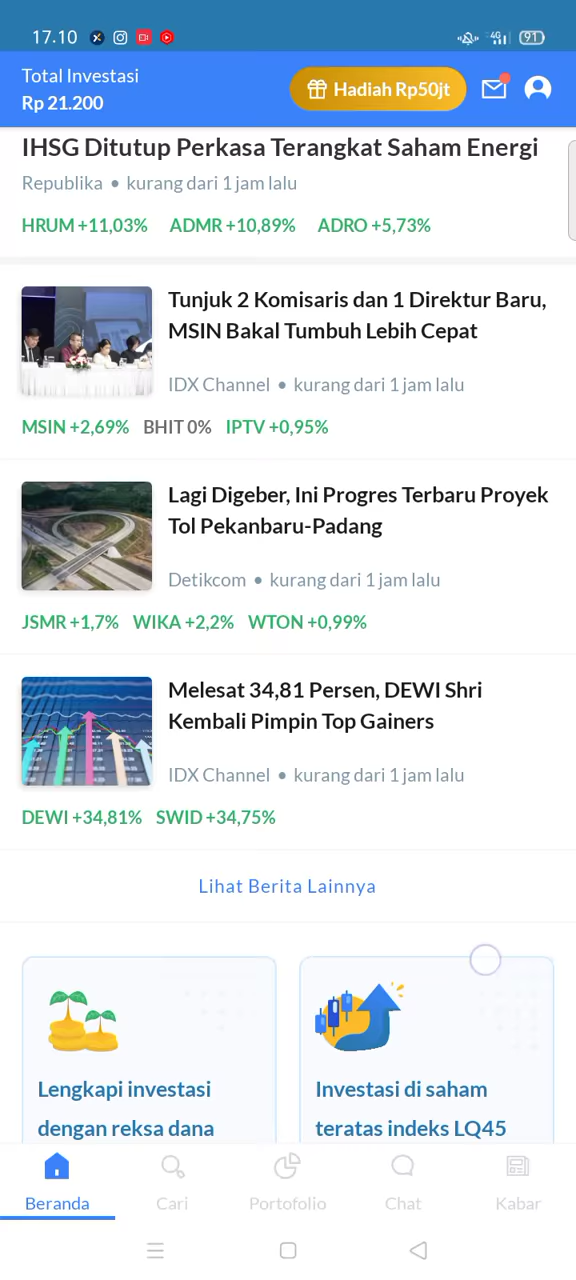 17.10
4G
91
Total Investasi
Rp 21.200
Hadiah Rp50jt
IHSG Ditutup Perkasa Terangkat Saham Energi
Republika • kurang dari 1 jam lalu
HRUM +11,03% ADMR +10,89% ADRO +5,73%
Tunjuk 2 Komisaris dan 1 Direktur Baru,
MSIN Bakal Tumbuh Lebih Cepat
IDX Channel • kurang dari 1 jam lalu
MSIN +2,69% BHIT 0% IPTV +0,95%
Lagi Digeber, Ini Progres Terbaru Proyek
Tol Pekanbaru-Padang
Detikcom • kurang dari 1 jam lalu
JSMR +1,7% WIKA +2,2% WTON +0,99%
Melesat 34,81 Persen, DEWI Shri
Kembali Pimpin Top Gainers
IDX Channel • kurang dari 1 jam lalu
DEWI +34,81% SWID +34,75%
Lihat Berita Lainnya
Lengkapi investasi
dengan reksa dana
Investasi di saham
teratas indeks LQ45
Beranda Cari Portofolio Chat Kabar